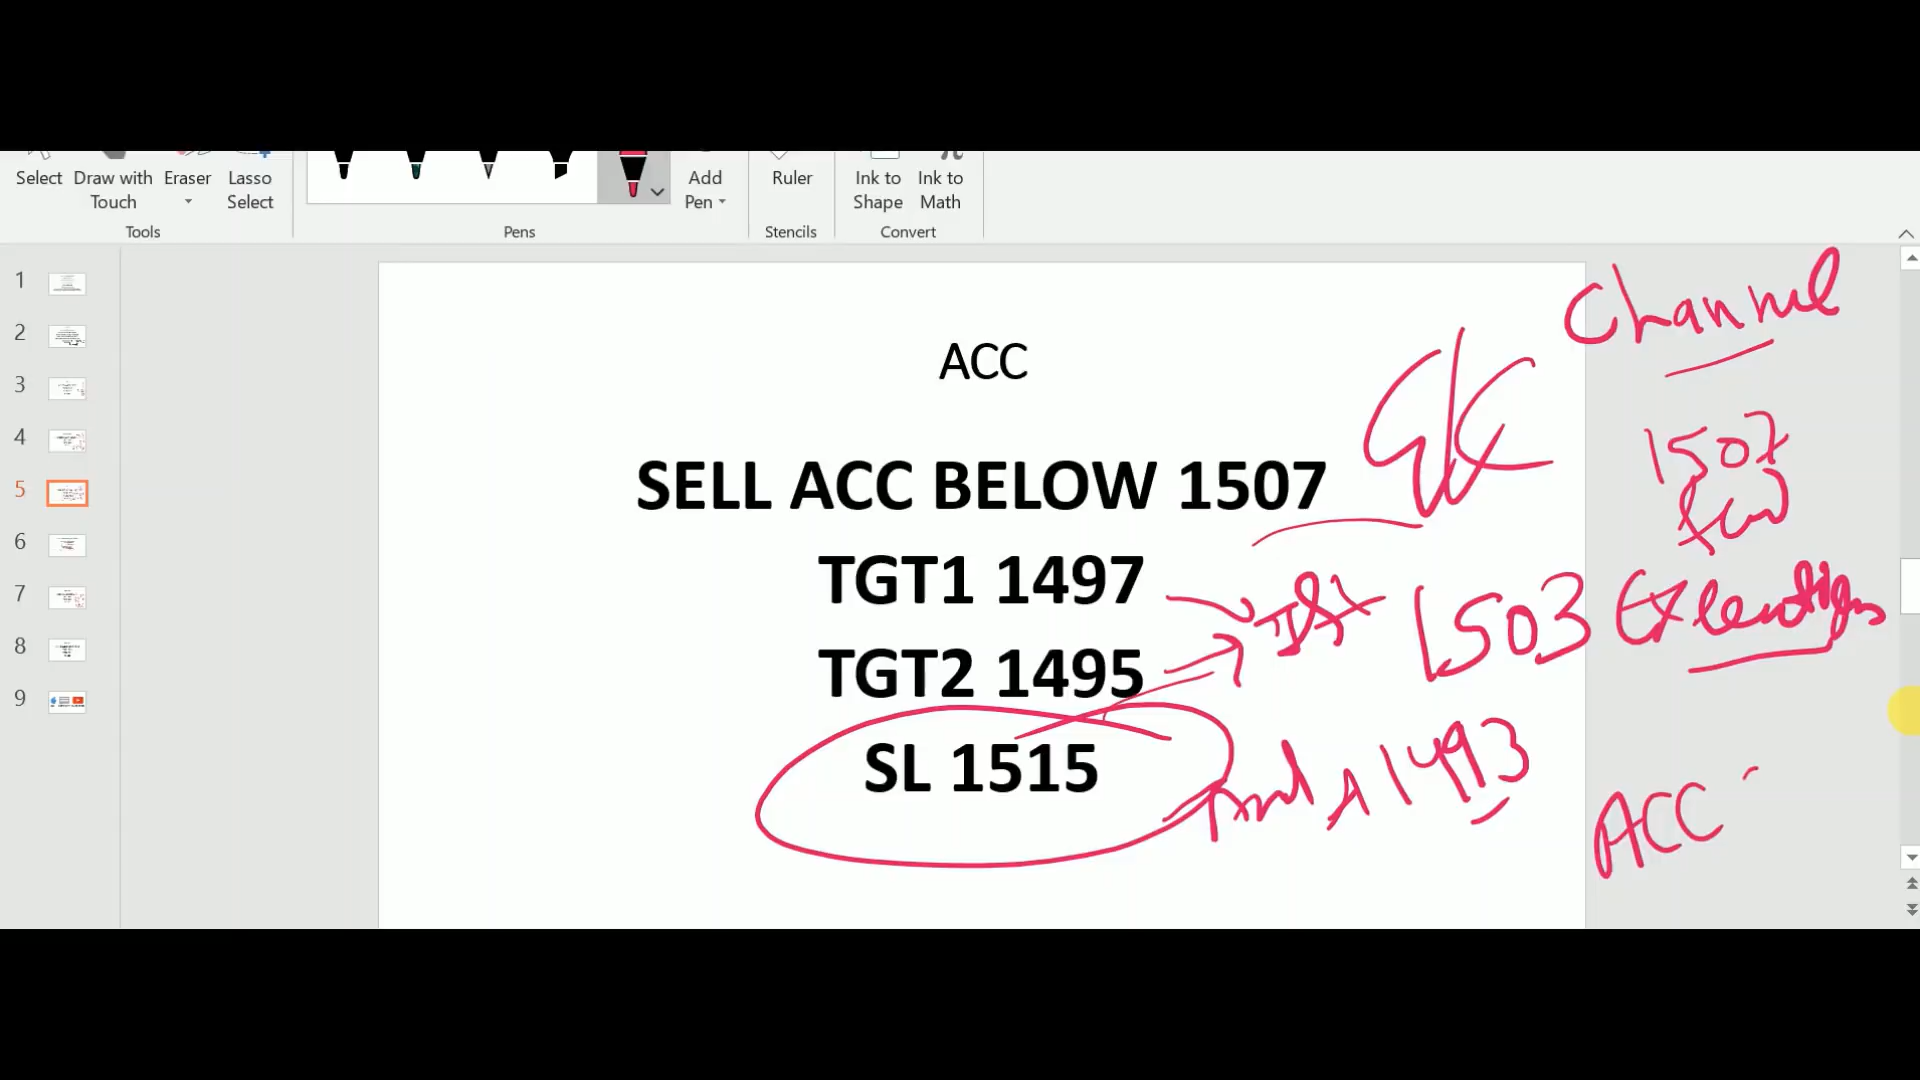 Select
Draw with Touch
Eraser
Lasso Select
Add Pen
Ruler
Ink to Shape
Ink to Math
Tools
Pens
Stencils
Convert
1
2
3
4
5
6
7
8
9
ACC
SELL ACC BELOW 1507
TGT1 1497
TGT2 1495
SL 1515
Channel
1507
1503
1493
ACC